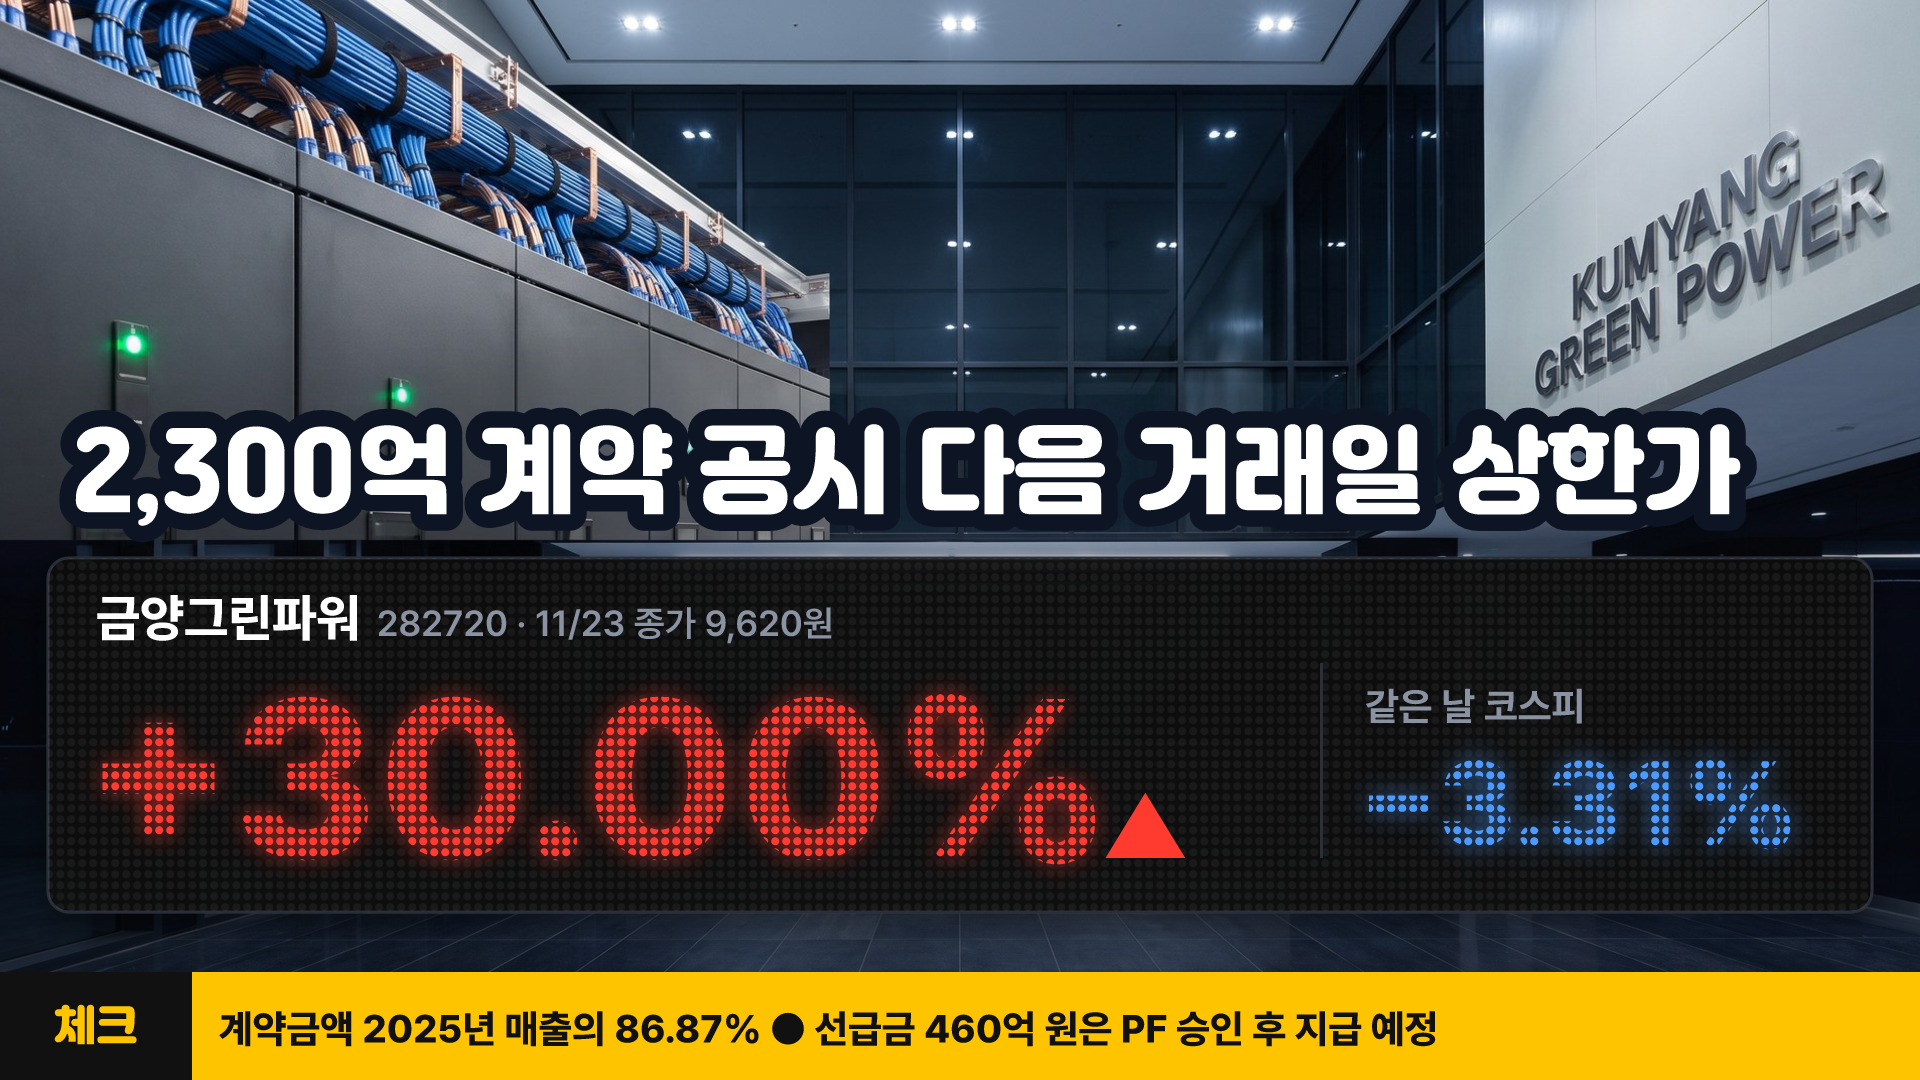 KUMYANG
GREEN POWER
2,300억 계약 공시 다음 거래일 상한가
금양그린파워 282720 · 11/23 종가 9,620원
+30.00%▲
같은 날 코스피
-3.31%
체크
계약금액 2025년 매출의 86.87% ● 선급금 460억 원은 PF 승인 후 지급 예정